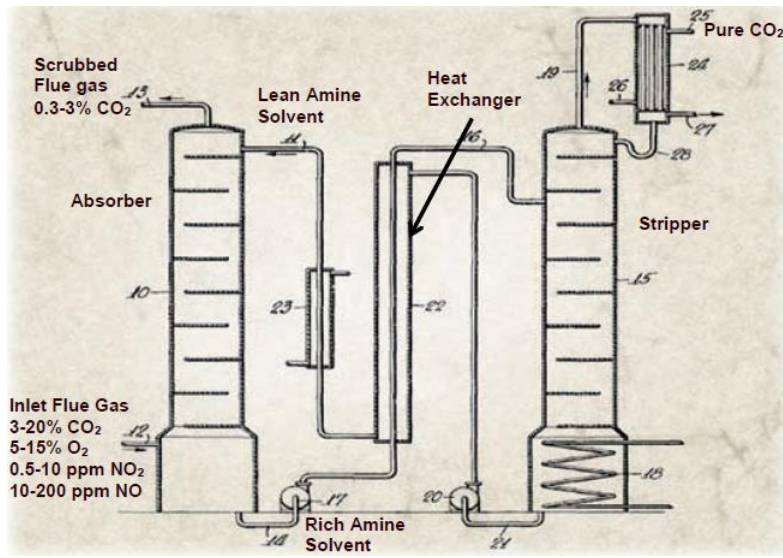 25
Pure CO₂
Scrubbed
Flue gas
0.3-3% CO₂
13
19
24
26
27
28
Lean Amine
Solvent
11
Heat
Exchanger
16
Absorber
Stripper
10
23
22
15
Inlet Flue Gas
3-20% CO₂
5-15% O₂
0.5-10 ppm NO₂
10-200 ppm NO
12
18
17
20
14
21
Rich Amine
Solvent